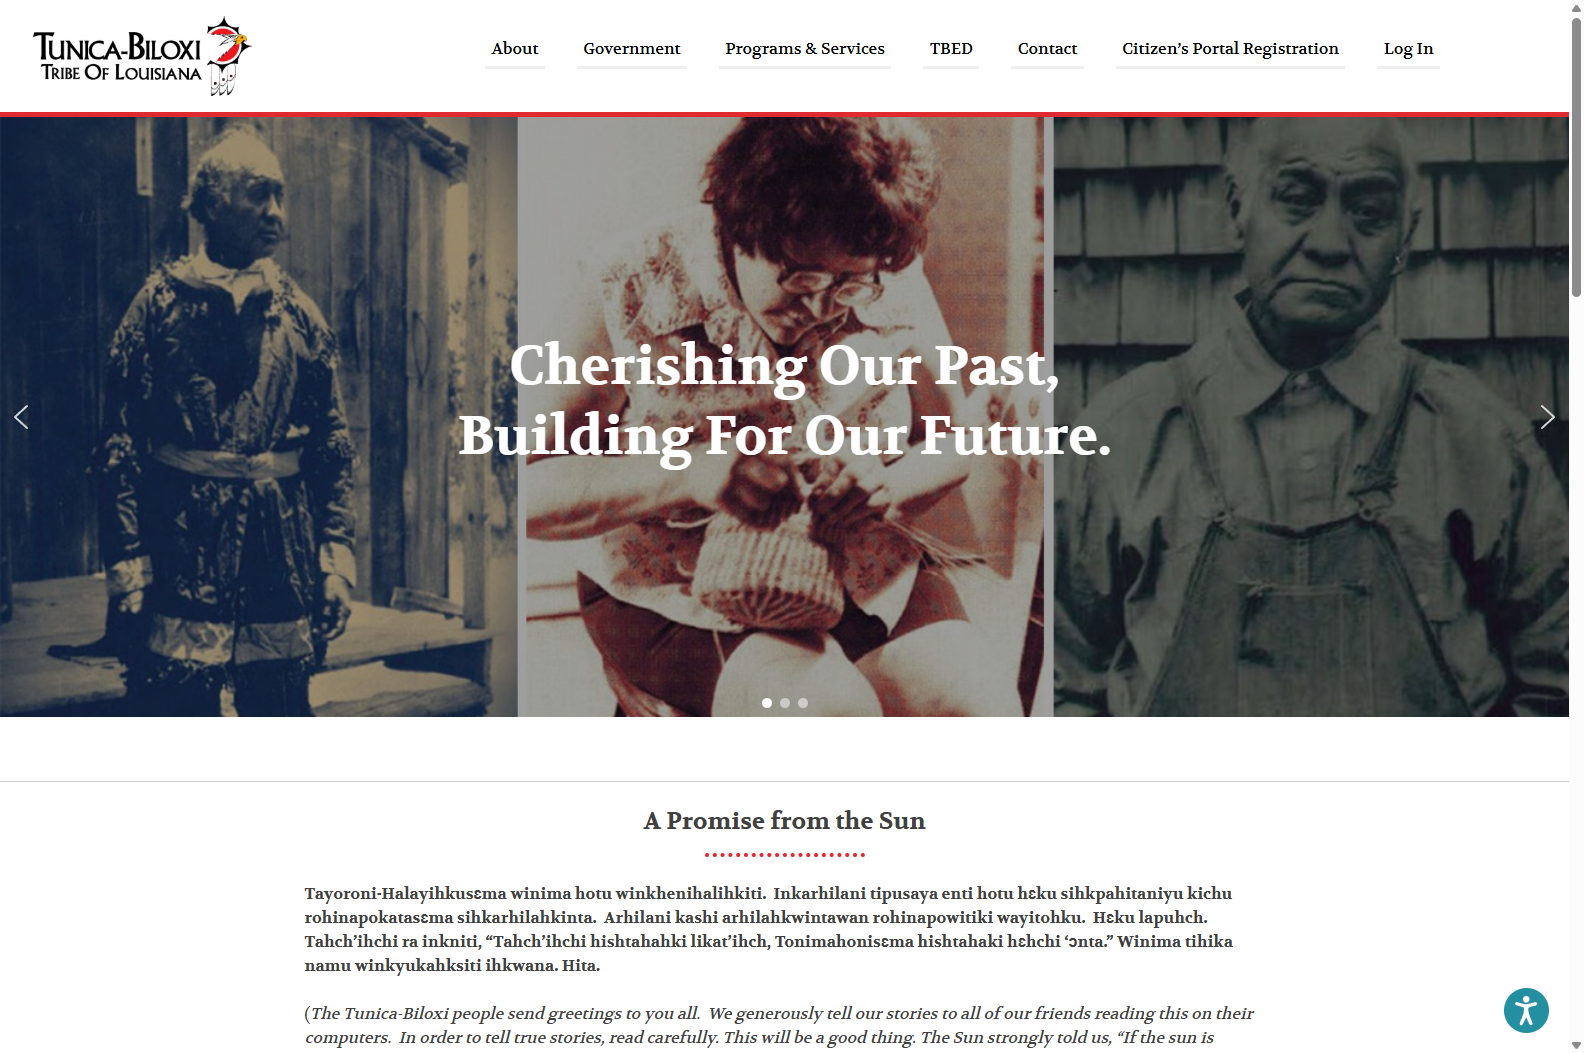 TUNICA-BILOXI
TRIBE OF LOUISIANA
About
Government
Programs & Services
TBED
Contact
Citizen’s Portal Registration
Log In
Cherishing Our Past,
Building For Our Future.
A Promise from the Sun
Tayoroni-Halayihkusɛma winima hotu winkhenihalihkiti.  Inkarhilani tipusaya enti hotu hɛku sihkpahitaniyu kichu
rohinapokatasɛma sihkarhilahkinta.  Arhilani kashi arhilahkwintawan rohinapowitiki wayitohku.  Hɛku lapuhch.
Tahch’ihchi ra inkniti, “Tahch’ihchi hishtahahki likat’ihch, Tonimahonisɛma hishtahaki hɛhchi ‘ɔnta.” Winima tihika
namu winkyukahksiti ihkwana. Hita.
(The Tunica-Biloxi people send greetings to you all.  We generously tell our stories to all of our friends reading this on their
computers.  In order to tell true stories, read carefully. This will be a good thing. The Sun strongly told us, “If the sun is